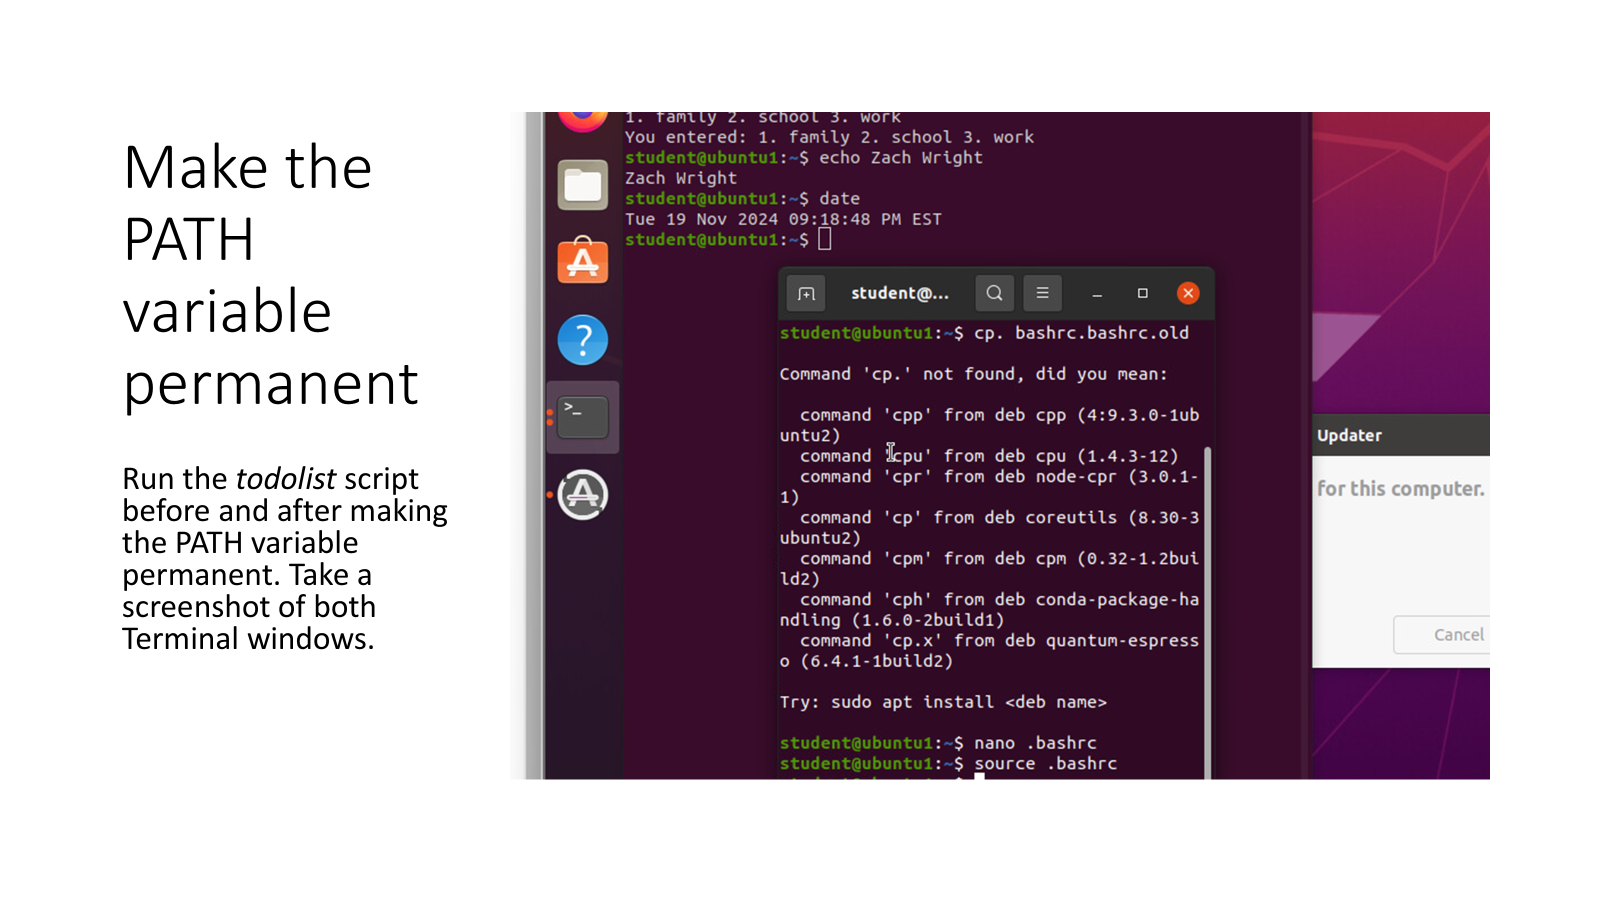 Make the
PATH
variable
permanent
Run the todolist script
before and after making
the PATH variable
permanent. Take a
screenshot of both
Terminal windows.
1. family 2. school 3. work
You entered: 1. family 2. school 3. work
student@ubuntu1:~$ echo Zach Wright
Zach Wright
student@ubuntu1:~$ date
Tue 19 Nov 2024 09:18:48 PM EST
student@ubuntu1:~$
student@...
student@ubuntu1:~$ cp. bashrc.bashrc.old
Command 'cp.' not found, did you mean:
command 'cpp' from deb cpp (4:9.3.0-1ub
untu2)
command 'cpu' from deb cpu (1.4.3-12)
command 'cpr' from deb node-cpr (3.0.1-
1)
command 'cp' from deb coreutils (8.30-3
ubuntu2)
command 'cpm' from deb cpm (0.32-1.2bui
ld2)
command 'cph' from deb conda-package-ha
ndling (1.6.0-2build1)
command 'cp.x' from deb quantum-espress
o (6.4.1-1build2)
Try: sudo apt install <deb name>
student@ubuntu1:~$ nano .bashrc
student@ubuntu1:~$ source .bashrc
Updater
for this computer.
Cancel